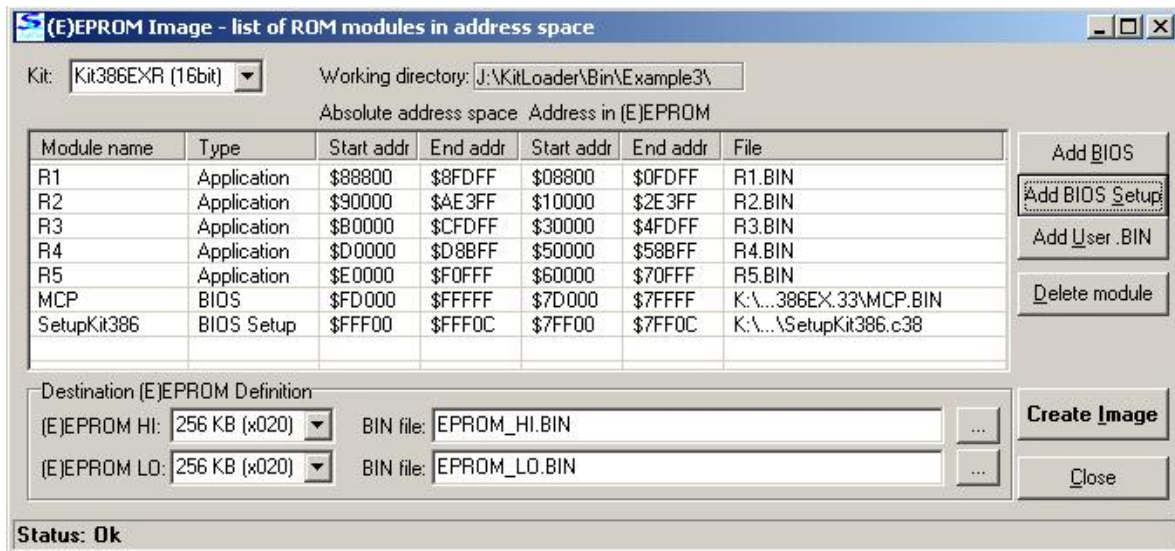 (E)EPROM Image - list of ROM modules in address space
Kit: Kit386EXR (16bit) Working directory: J:\KitLoader\Bin\Example3\
Absolute address space Address in (E)EPROM
Module name Type Start addr End addr Start addr End addr File
R1 Application $88800 $8FDFF $08800 $0FDFF R1.BIN
R2 Application $90000 $AE3FF $10000 $2E3FF R2.BIN
R3 Application $B0000 $CFDFF $30000 $4FDFF R3.BIN
R4 Application $D0000 $D8BFF $50000 $58BFF R4.BIN
R5 Application $E0000 $F0FFF $60000 $70FFF R5.BIN
MCP BIOS $FD000 $FFFFF $7D000 $7FFFF K:\...386EX.33\MCP.BIN
SetupKit386 BIOS Setup $FFF00 $FFF0C $7FF00 $7FF0C K:\...\SetupKit386.c38
Add BIOS
Add BIOS Setup
Add User .BIN
Delete module
Destination (E)EPROM Definition
(E)EPROM HI: 256 KB (x020) BIN file: EPROM_HI.BIN ...
(E)EPROM LO: 256 KB (x020) BIN file: EPROM_LO.BIN ...
Create Image
Close
Status: Ok